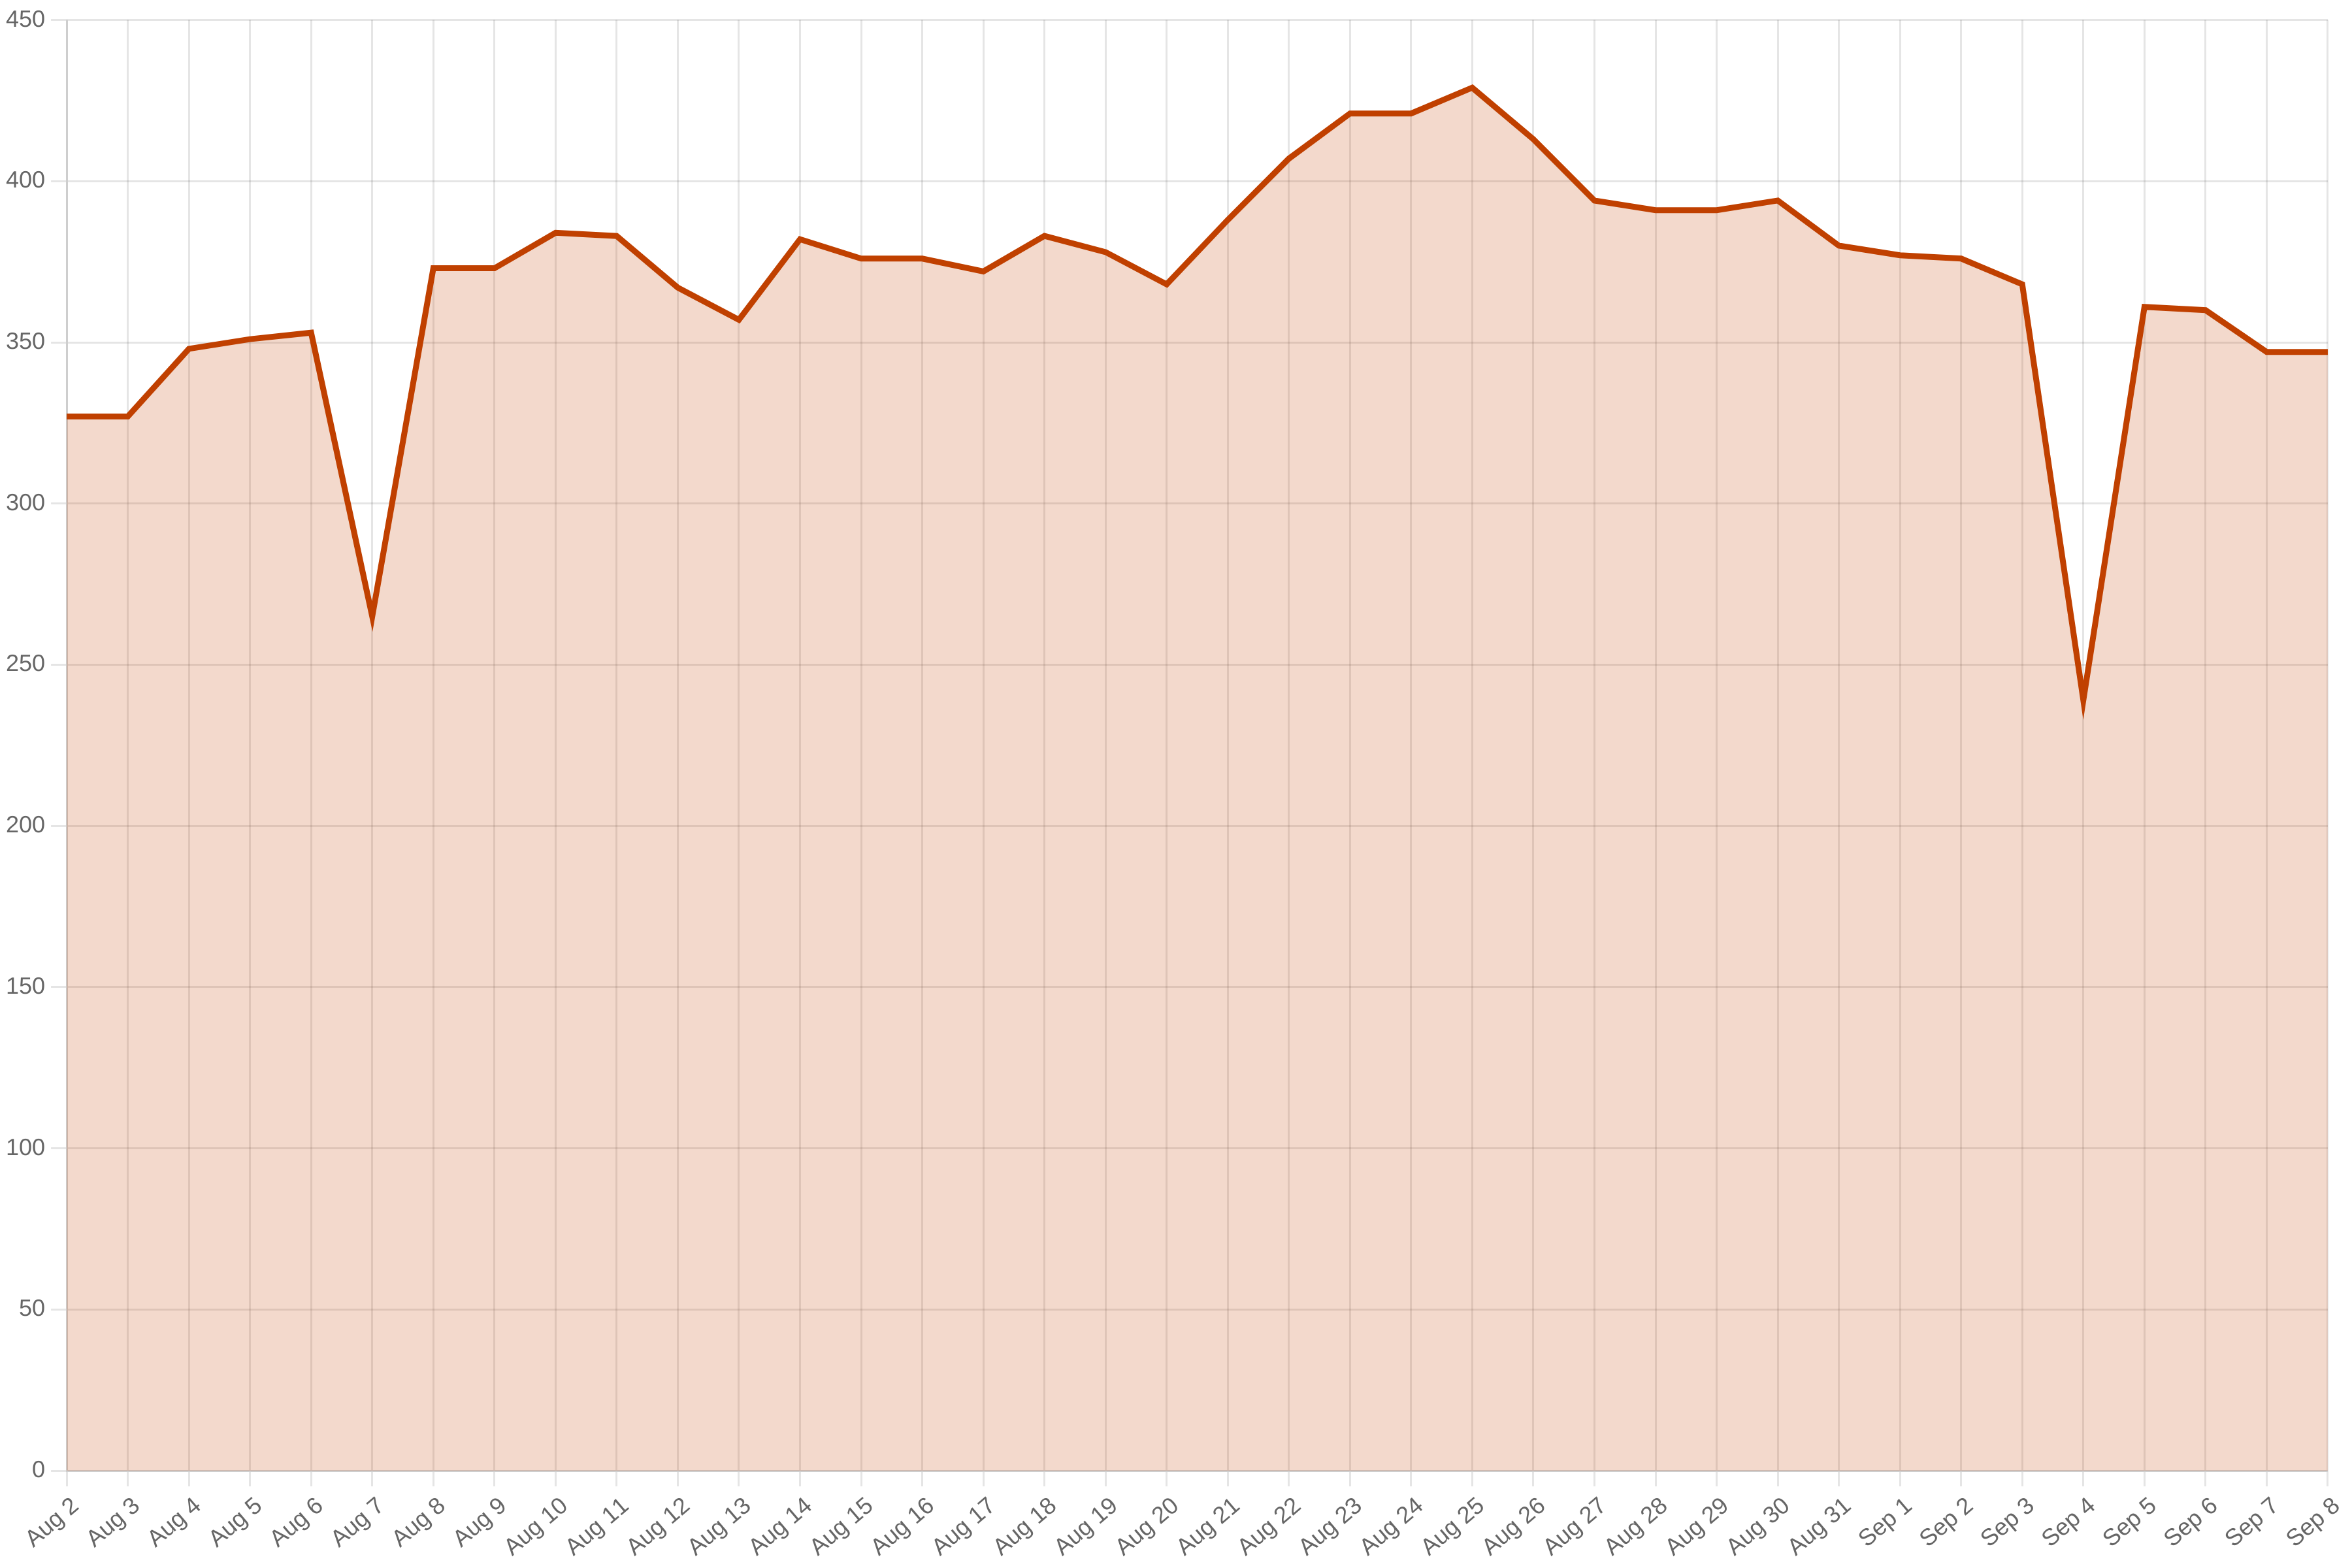 450
400
350
300
250
200
150
100
50
0
Aug 2
Aug 3
Aug 4
Aug 5
Aug 6
Aug 7
Aug 8
Aug 9
Aug 10
Aug 11
Aug 12
Aug 13
Aug 14
Aug 15
Aug 16
Aug 17
Aug 18
Aug 19
Aug 20
Aug 21
Aug 22
Aug 23
Aug 24
Aug 25
Aug 26
Aug 27
Aug 28
Aug 29
Aug 30
Aug 31
Sep 1
Sep 2
Sep 3
Sep 4
Sep 5
Sep 6
Sep 7
Sep 8